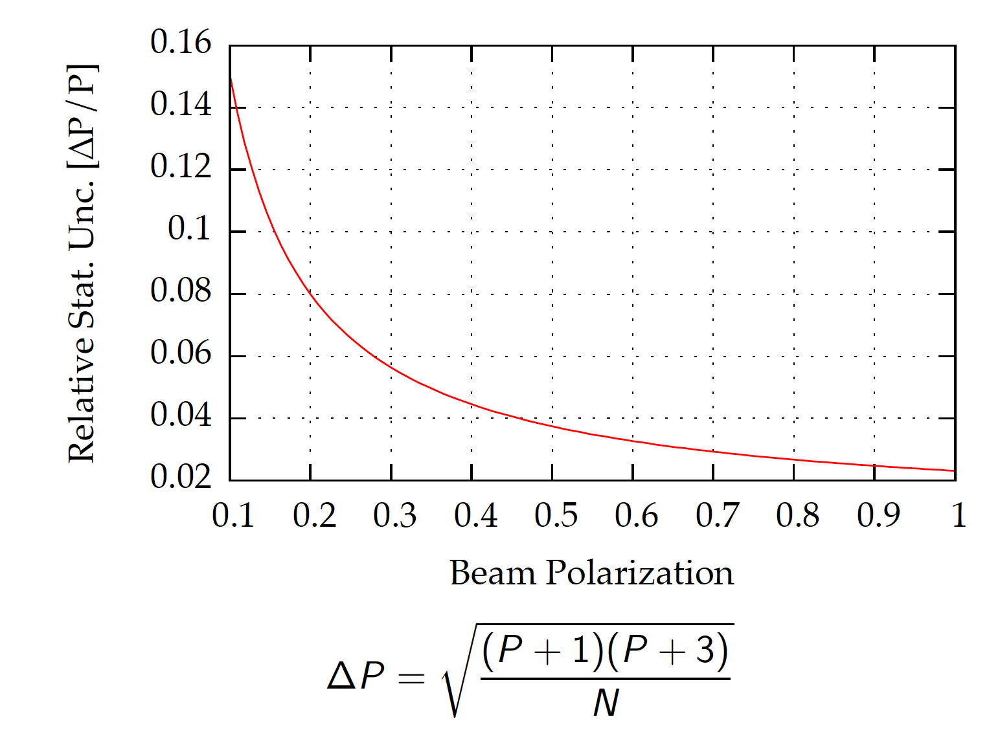 Relative Stat. Unc. [ΔP / P]
0.16
0.14
0.12
0.1
0.08
0.06
0.04
0.02
0.1 0.2 0.3 0.4 0.5 0.6 0.7 0.8 0.9 1
Beam Polarization
ΔP = √((P + 1)(P + 3) / N)